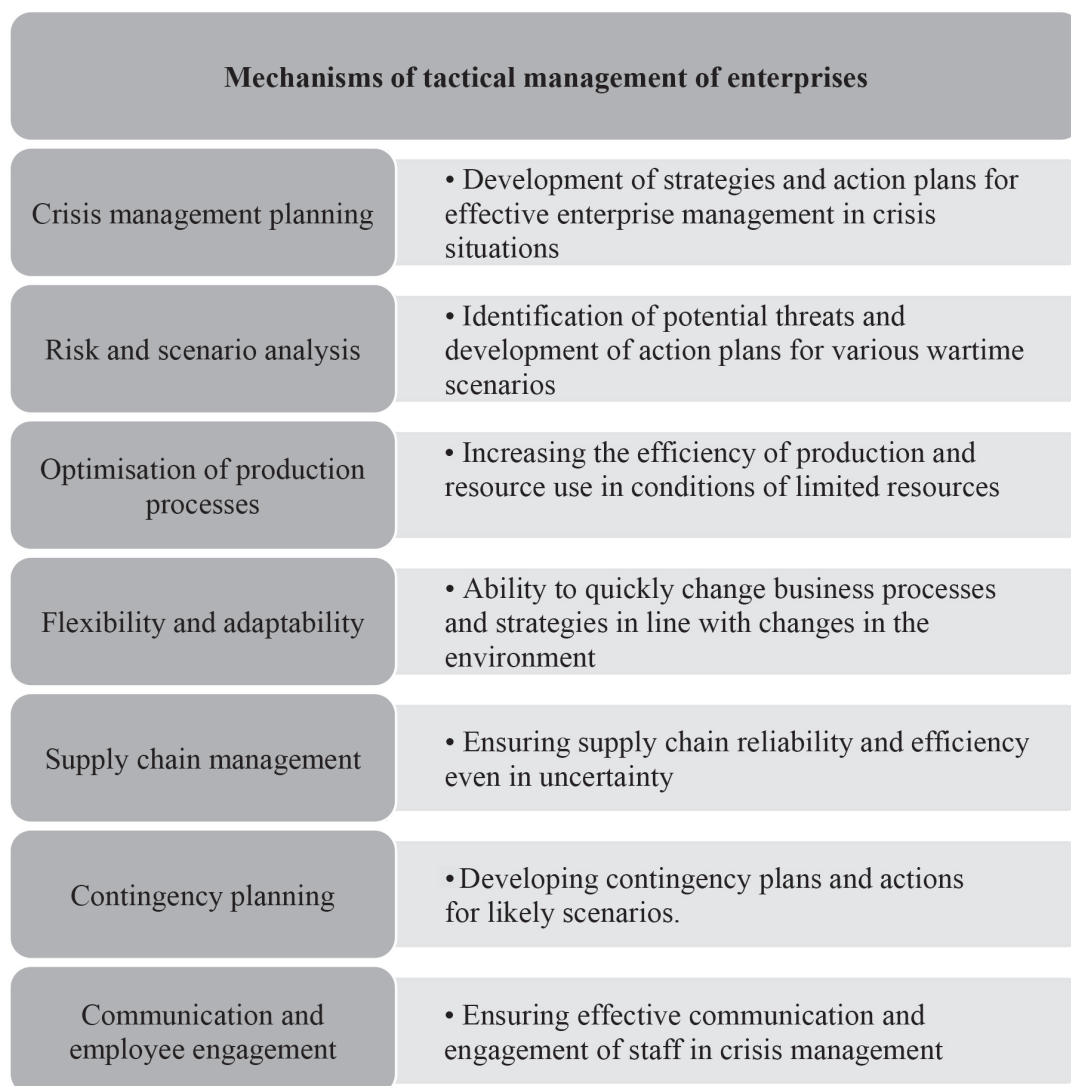 Mechanisms of tactical management of enterprises
Crisis management planning
• Development of strategies and action plans for
effective enterprise management in crisis
situations
Risk and scenario analysis
• Identification of potential threats and
development of action plans for various wartime
scenarios
Optimisation of production
processes
• Increasing the efficiency of production and
resource use in conditions of limited resources
Flexibility and adaptability
• Ability to quickly change business processes
and strategies in line with changes in the
environment
Supply chain management
• Ensuring supply chain reliability and efficiency
even in uncertainty
Contingency planning
• Developing contingency plans and actions
for likely scenarios.
Communication and
employee engagement
• Ensuring effective communication and
engagement of staff in crisis management